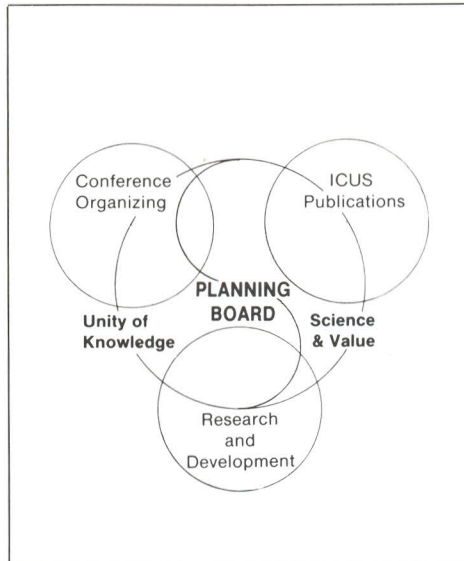 Conference
Organizing
ICUS
Publications
PLANNING
BOARD
Unity of
Knowledge
Science
& Value
Research
and
Development